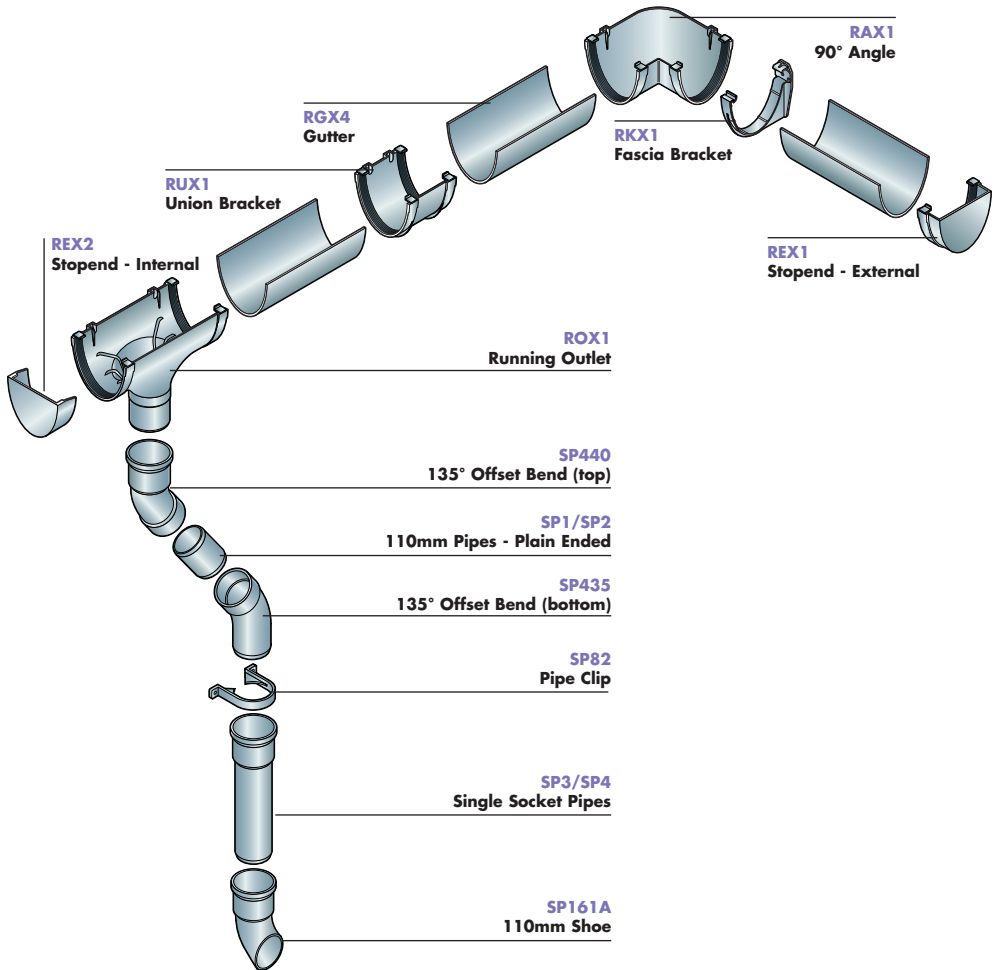 RAX1
90° Angle
RGX4
Gutter
RKX1
Fascia Bracket
RUX1
Union Bracket
REX2
Stopend - Internal
REX1
Stopend - External
ROX1
Running Outlet
SP440
135° Offset Bend (top)
SP1/SP2
110mm Pipes - Plain Ended
SP435
135° Offset Bend (bottom)
SP82
Pipe Clip
SP3/SP4
Single Socket Pipes
SP161A
110mm Shoe